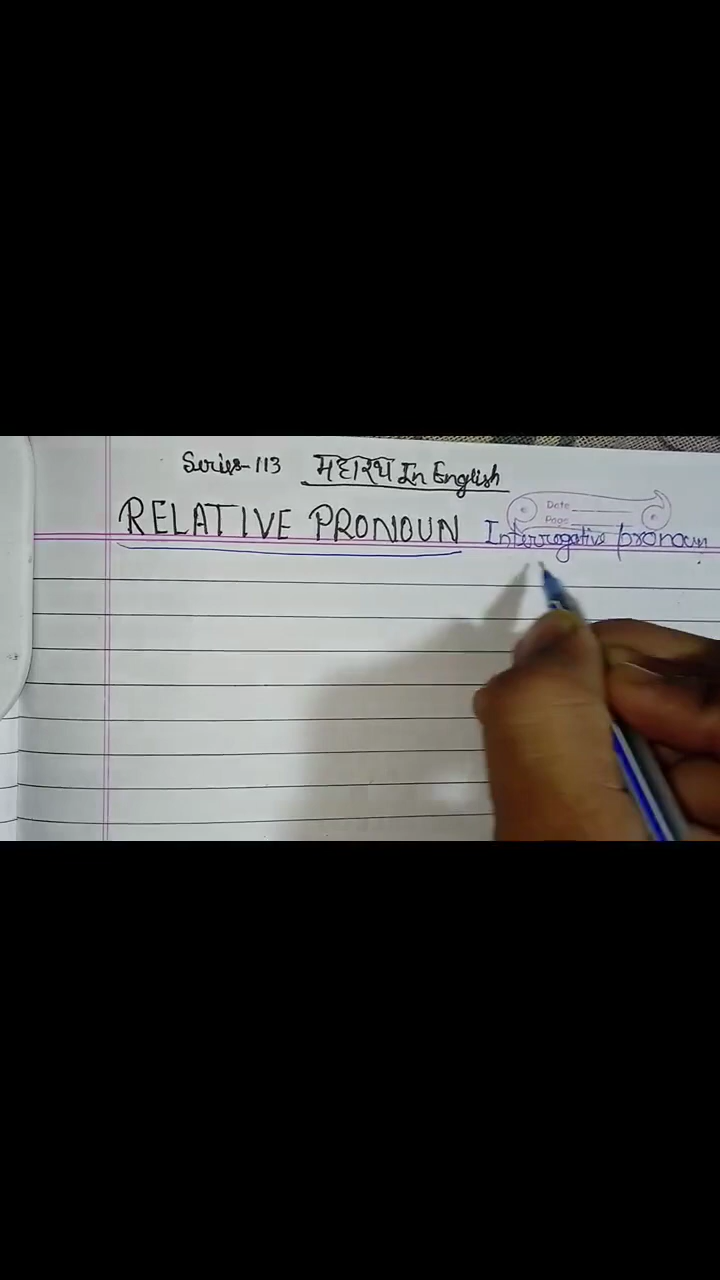 Series-113 महारथ In English
Date
Page
RELATIVE PRONOUN Interrogative pronoun